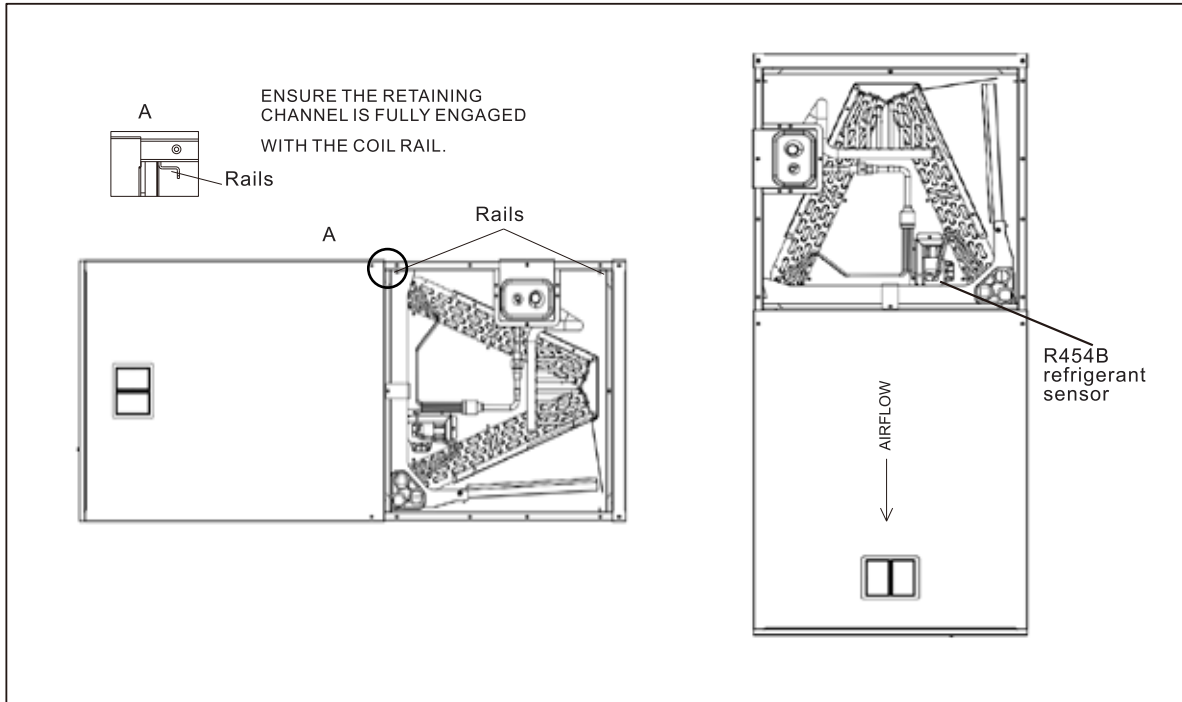 A
ENSURE THE RETAINING
CHANNEL IS FULLY ENGAGED
WITH THE COIL RAIL.
Rails
A
Rails
R454B
refrigerant
sensor
AIRFLOW